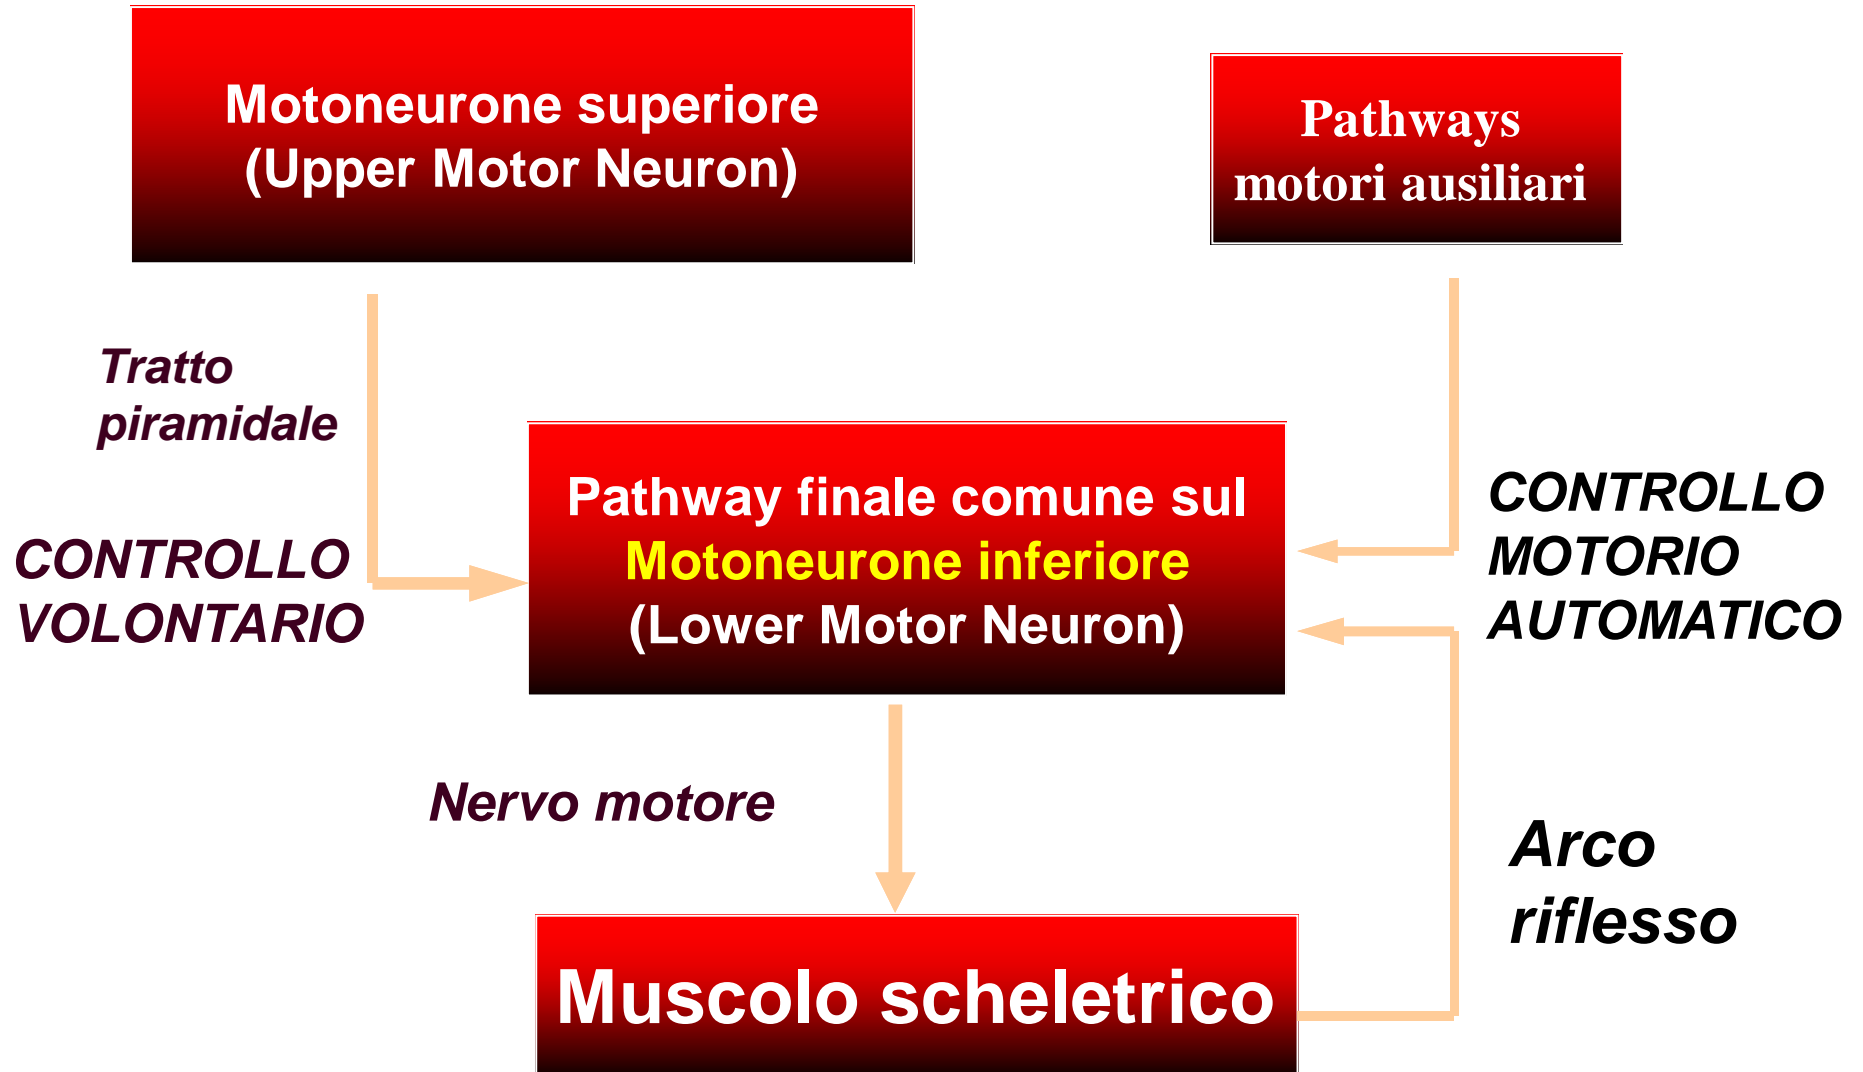 Motoneurone superiore
(Upper Motor Neuron)
Pathways
motori ausiliari
Tratto
piramidale
CONTROLLO
VOLONTARIO
Pathway finale comune sul
Motoneurone inferiore
(Lower Motor Neuron)
CONTROLLO
MOTORIO
AUTOMATICO
Nervo motore
Arco
riflesso
Muscolo scheletrico